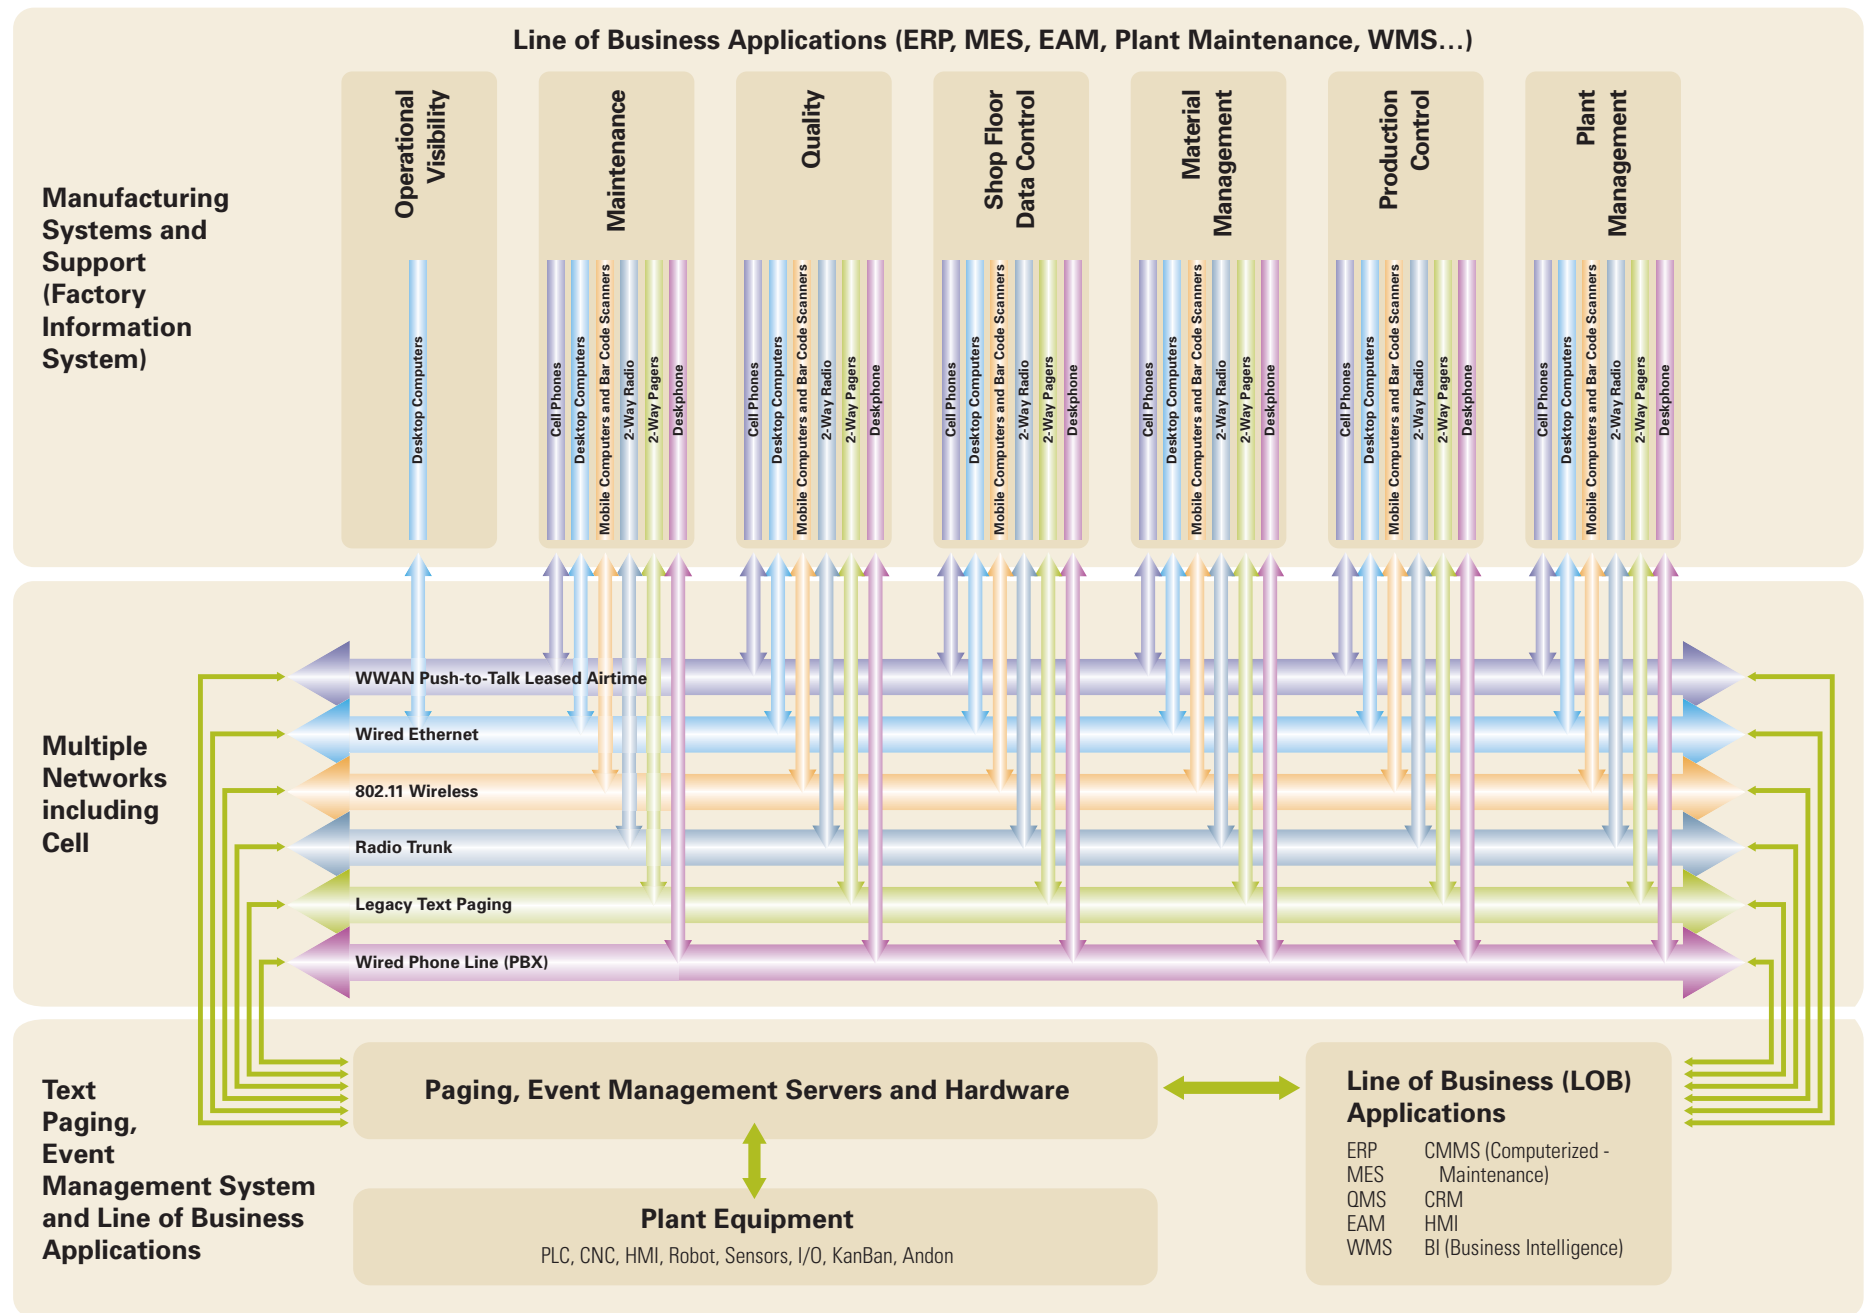 Line of Business Applications (ERP, MES, EAM, Plant Maintenance, WMS...)
Manufacturing
Systems and
Support
(Factory
Information
System)
Operational
Visibility
Desktop Computers
Maintenance
Cell Phones
Desktop Computers
Mobile Computers and Bar Code Scanners
2-Way Radio
2-Way Pagers
Deskphone
Quality
Cell Phones
Desktop Computers
Mobile Computers and Bar Code Scanners
2-Way Radio
2-Way Pagers
Deskphone
Shop Floor
Data Control
Cell Phones
Desktop Computers
Mobile Computers and Bar Code Scanners
2-Way Radio
2-Way Pagers
Deskphone
Material
Management
Cell Phones
Desktop Computers
Mobile Computers and Bar Code Scanners
2-Way Radio
2-Way Pagers
Deskphone
Production
Control
Cell Phones
Desktop Computers
Mobile Computers and Bar Code Scanners
2-Way Radio
2-Way Pagers
Deskphone
Plant
Management
Cell Phones
Desktop Computers
Mobile Computers and Bar Code Scanners
2-Way Radio
2-Way Pagers
Deskphone
Multiple
Networks
including
Cell
WWAN Push-to-Talk Leased Airtime
Wired Ethernet
802.11 Wireless
Radio Trunk
Legacy Text Paging
Wired Phone Line (PBX)
Text
Paging,
Event
Management System
and Line of Business
Applications
Paging, Event Management Servers and Hardware
Plant Equipment
PLC, CNC, HMI, Robot, Sensors, I/O, KanBan, Andon
Line of Business (LOB)
Applications
ERP
MES
QMS
EAM
WMS
CMMS (Computerized -
Maintenance)
CRM
HMI
BI (Business Intelligence)